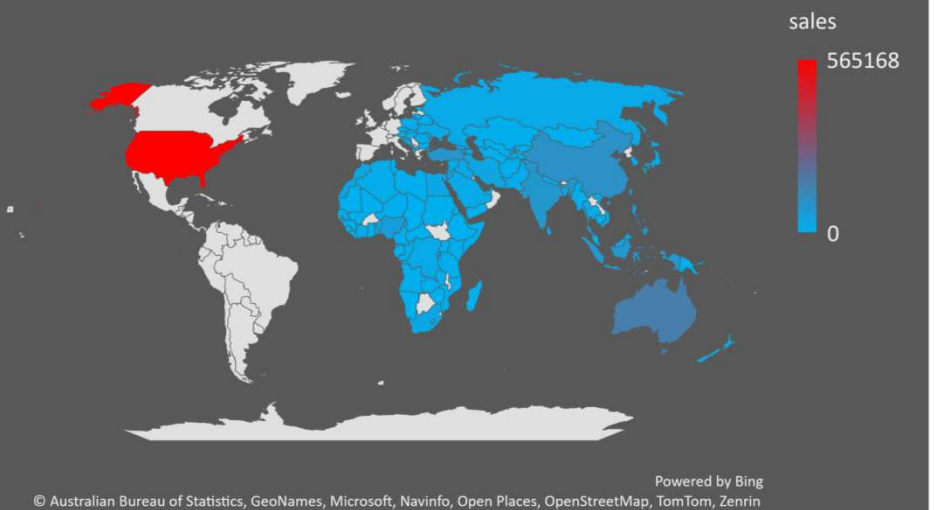 sales
565168
0
Powered by Bing
© Australian Bureau of Statistics, GeoNames, Microsoft, Navinfo, Open Places, OpenStreetMap, TomTom, Zenrin